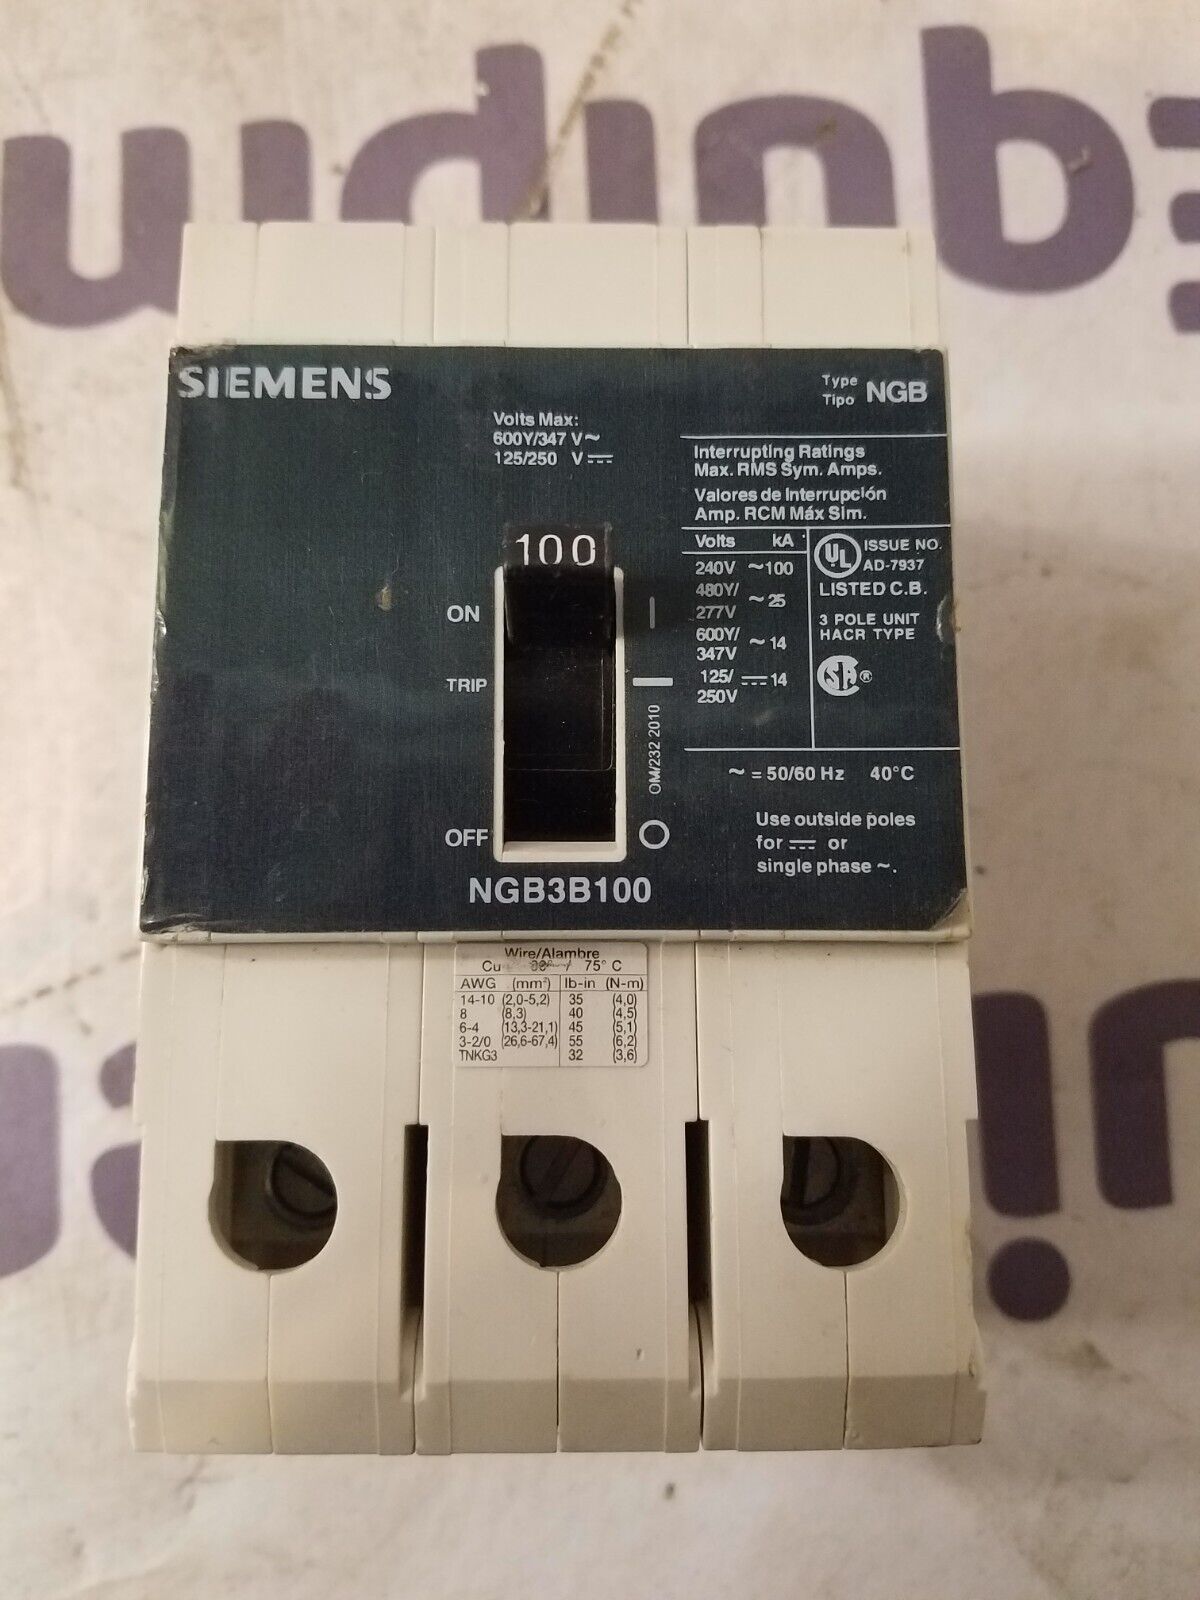 equipm
SIEMENS
Type
Tipo NGB
Volts Max:
600Y/347 V~
125/250 V⎓
Interrupting Ratings
Max. RMS Sym. Amps.
Valores de Interrupción
Amp. RCM Máx Sim.
Volts kA
240V ~100
480Y/
277V ~25
600Y/
347V ~14
125/
250V ⎓14
UL ISSUE NO.
AD-7937
LISTED C.B.
3 POLE UNIT
HACR TYPE
SA ®
100
ON |
TRIP
OFF O
OM/232 2010
~ = 50/60 Hz 40°C
Use outside poles
for ⎓ or
single phase ~.
NGB3B100
Wire/Alambre
Cu / 75° C
AWG (mm²) lb-in (N-m)
14-10 (2,0-5,2) 35 (4,0)
8 (8,3) 40 (4,5)
6-4 (13,3-21,1) 45 (5,1)
3-2/0 (26,6-67,4) 55 (6,2)
TNKG3 32 (3,6)